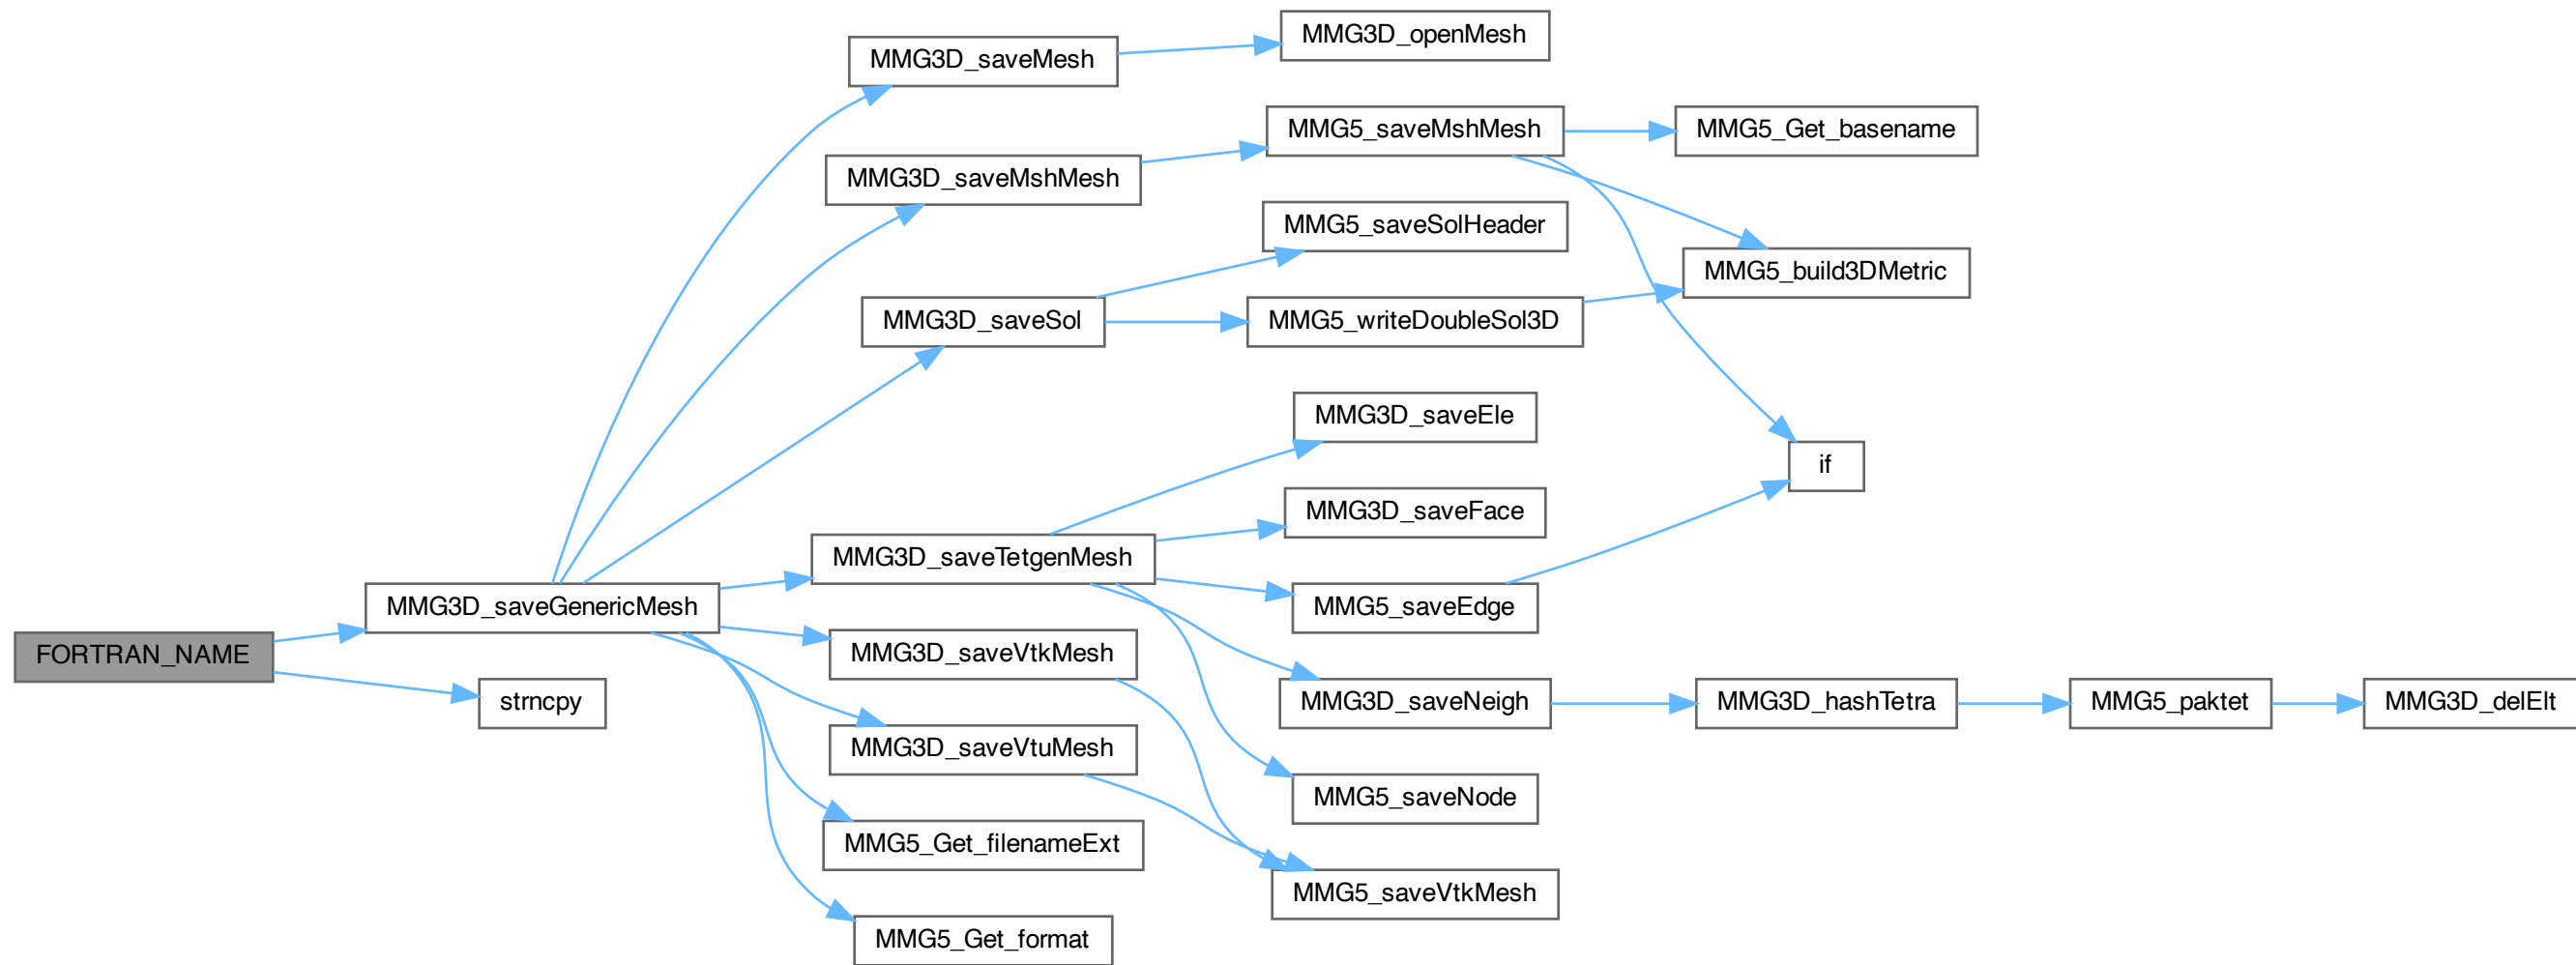 MMG3D_openMesh
MMG3D_saveMesh
MMG5_saveMshMesh
MMG5_Get_basename
MMG3D_saveMshMesh
MMG5_saveSolHeader
MMG5_build3DMetric
MMG3D_saveSol
MMG5_writeDoubleSol3D
MMG3D_saveEle
if
MMG3D_saveFace
MMG3D_saveTetgenMesh
MMG3D_saveGenericMesh
MMG5_saveEdge
FORTRAN_NAME
MMG3D_saveVtkMesh
strncpy
MMG3D_saveNeigh
MMG3D_hashTetra
MMG5_paktet
MMG3D_delElt
MMG3D_saveVtuMesh
MMG5_saveNode
MMG5_Get_filenameExt
MMG5_saveVtkMesh
MMG5_Get_format